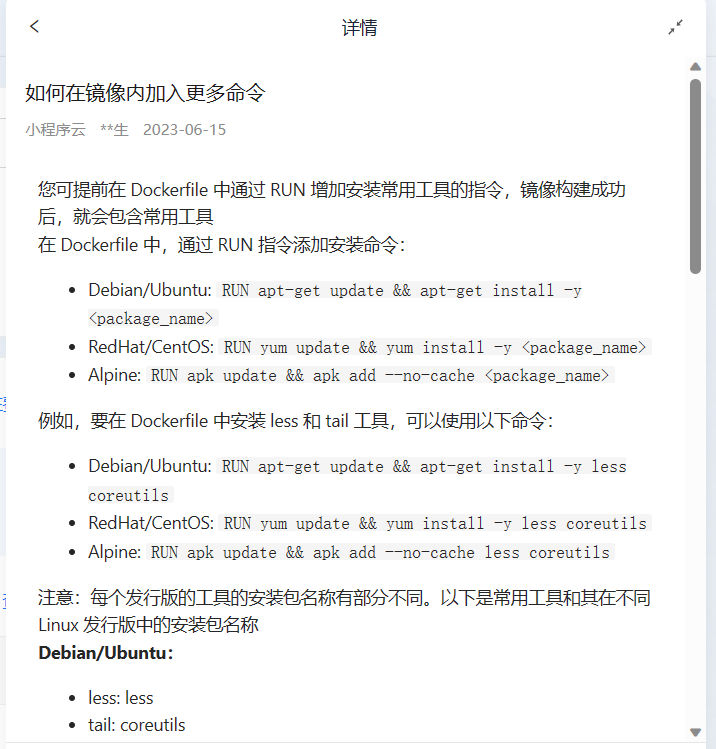 详情
如何在镜像内加入更多命令
小程序云 **生 2023-06-15
您可提前在 Dockerfile 中通过 RUN 增加安装常用工具的指令，镜像构建成功
后，就会包含常用工具
在 Dockerfile 中，通过 RUN 指令添加安装命令：
• Debian/Ubuntu: RUN apt-get update && apt-get install -y
<package_name>
• RedHat/CentOS: RUN yum update && yum install -y <package_name>
• Alpine: RUN apk update && apk add --no-cache <package_name>
例如，要在 Dockerfile 中安装 less 和 tail 工具，可以使用以下命令：
• Debian/Ubuntu: RUN apt-get update && apt-get install -y less
coreutils
• RedHat/CentOS: RUN yum update && yum install -y less coreutils
• Alpine: RUN apk update && apk add --no-cache less coreutils
注意：每个发行版的工具的安装包名称有部分不同。以下是常用工具和其在不同
Linux 发行版中的安装包名称
Debian/Ubuntu：
• less: less
• tail: coreutils